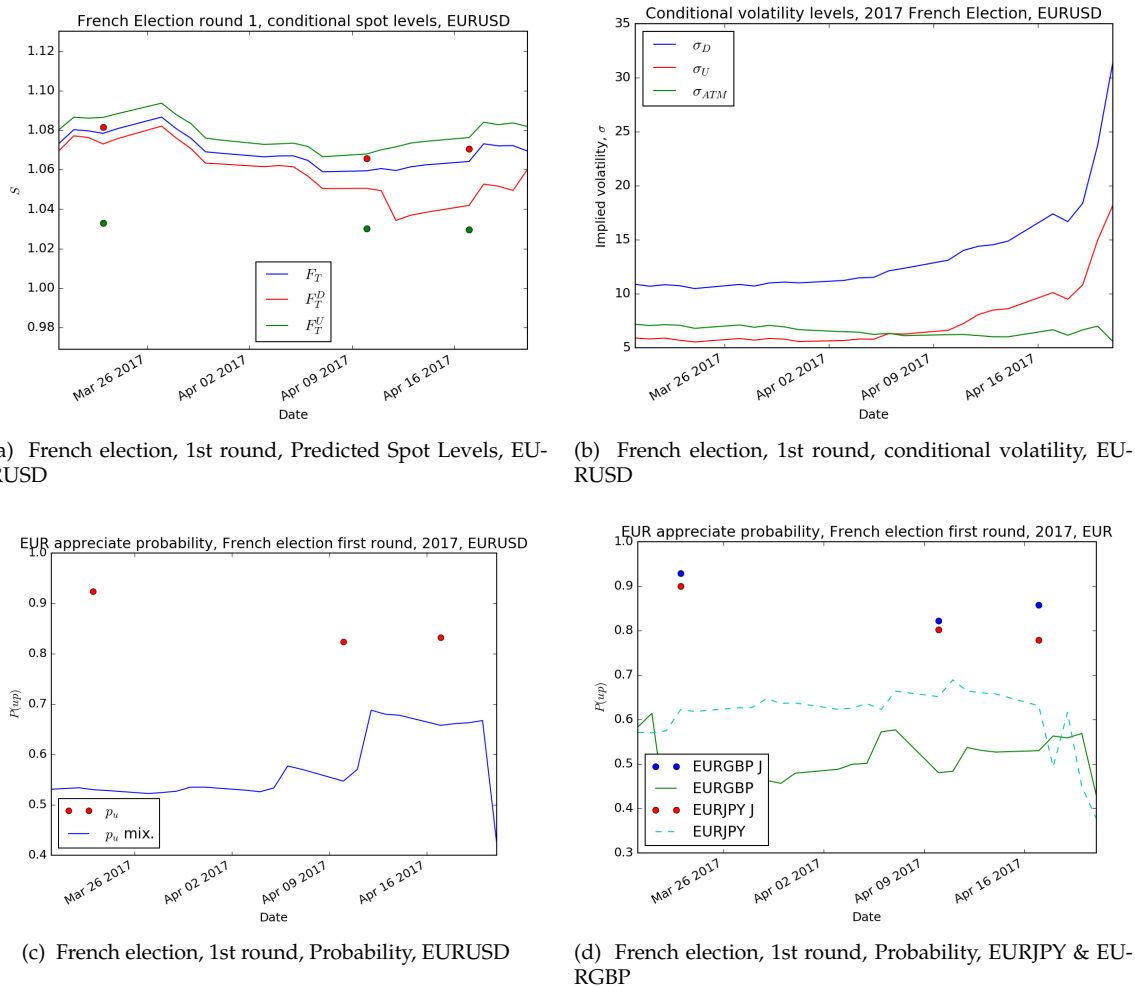 French Election round 1, conditional spot levels, EURUSD
1.12
1.10
1.08
1.06
1.04
1.02
1.00
0.98
S
F_T
F_T^D
F_T^U
Mar 26 2017
Apr 02 2017
Apr 09 2017
Apr 16 2017
Date
a) French election, 1st round, Predicted Spot Levels, EU-
RUSD
Conditional volatility levels, 2017 French Election, EURUSD
35
30
25
20
15
10
5
Implied volatility, σ
σ_D
σ_U
σ_ATM
Mar 26 2017
Apr 02 2017
Apr 09 2017
Apr 16 2017
Date
(b) French election, 1st round, conditional volatility, EU-
RUSD
EUR appreciate probability, French election first round, 2017, EURUSD
1.0
0.9
0.8
0.7
0.6
0.5
0.4
P(up)
p_u
p_u mix.
Mar 26 2017
Apr 02 2017
Apr 09 2017
Apr 16 2017
Date
(c) French election, 1st round, Probability, EURUSD
EUR appreciate probability, French election first round, 2017, EUR
1.0
0.9
0.8
0.7
0.6
0.5
0.4
0.3
P(up)
EURGBP J
EURGBP
EURJPY J
EURJPY
Mar 26 2017
Apr 02 2017
Apr 09 2017
Apr 16 2017
Date
(d) French election, 1st round, Probability, EURJPY & EU-
RGBP